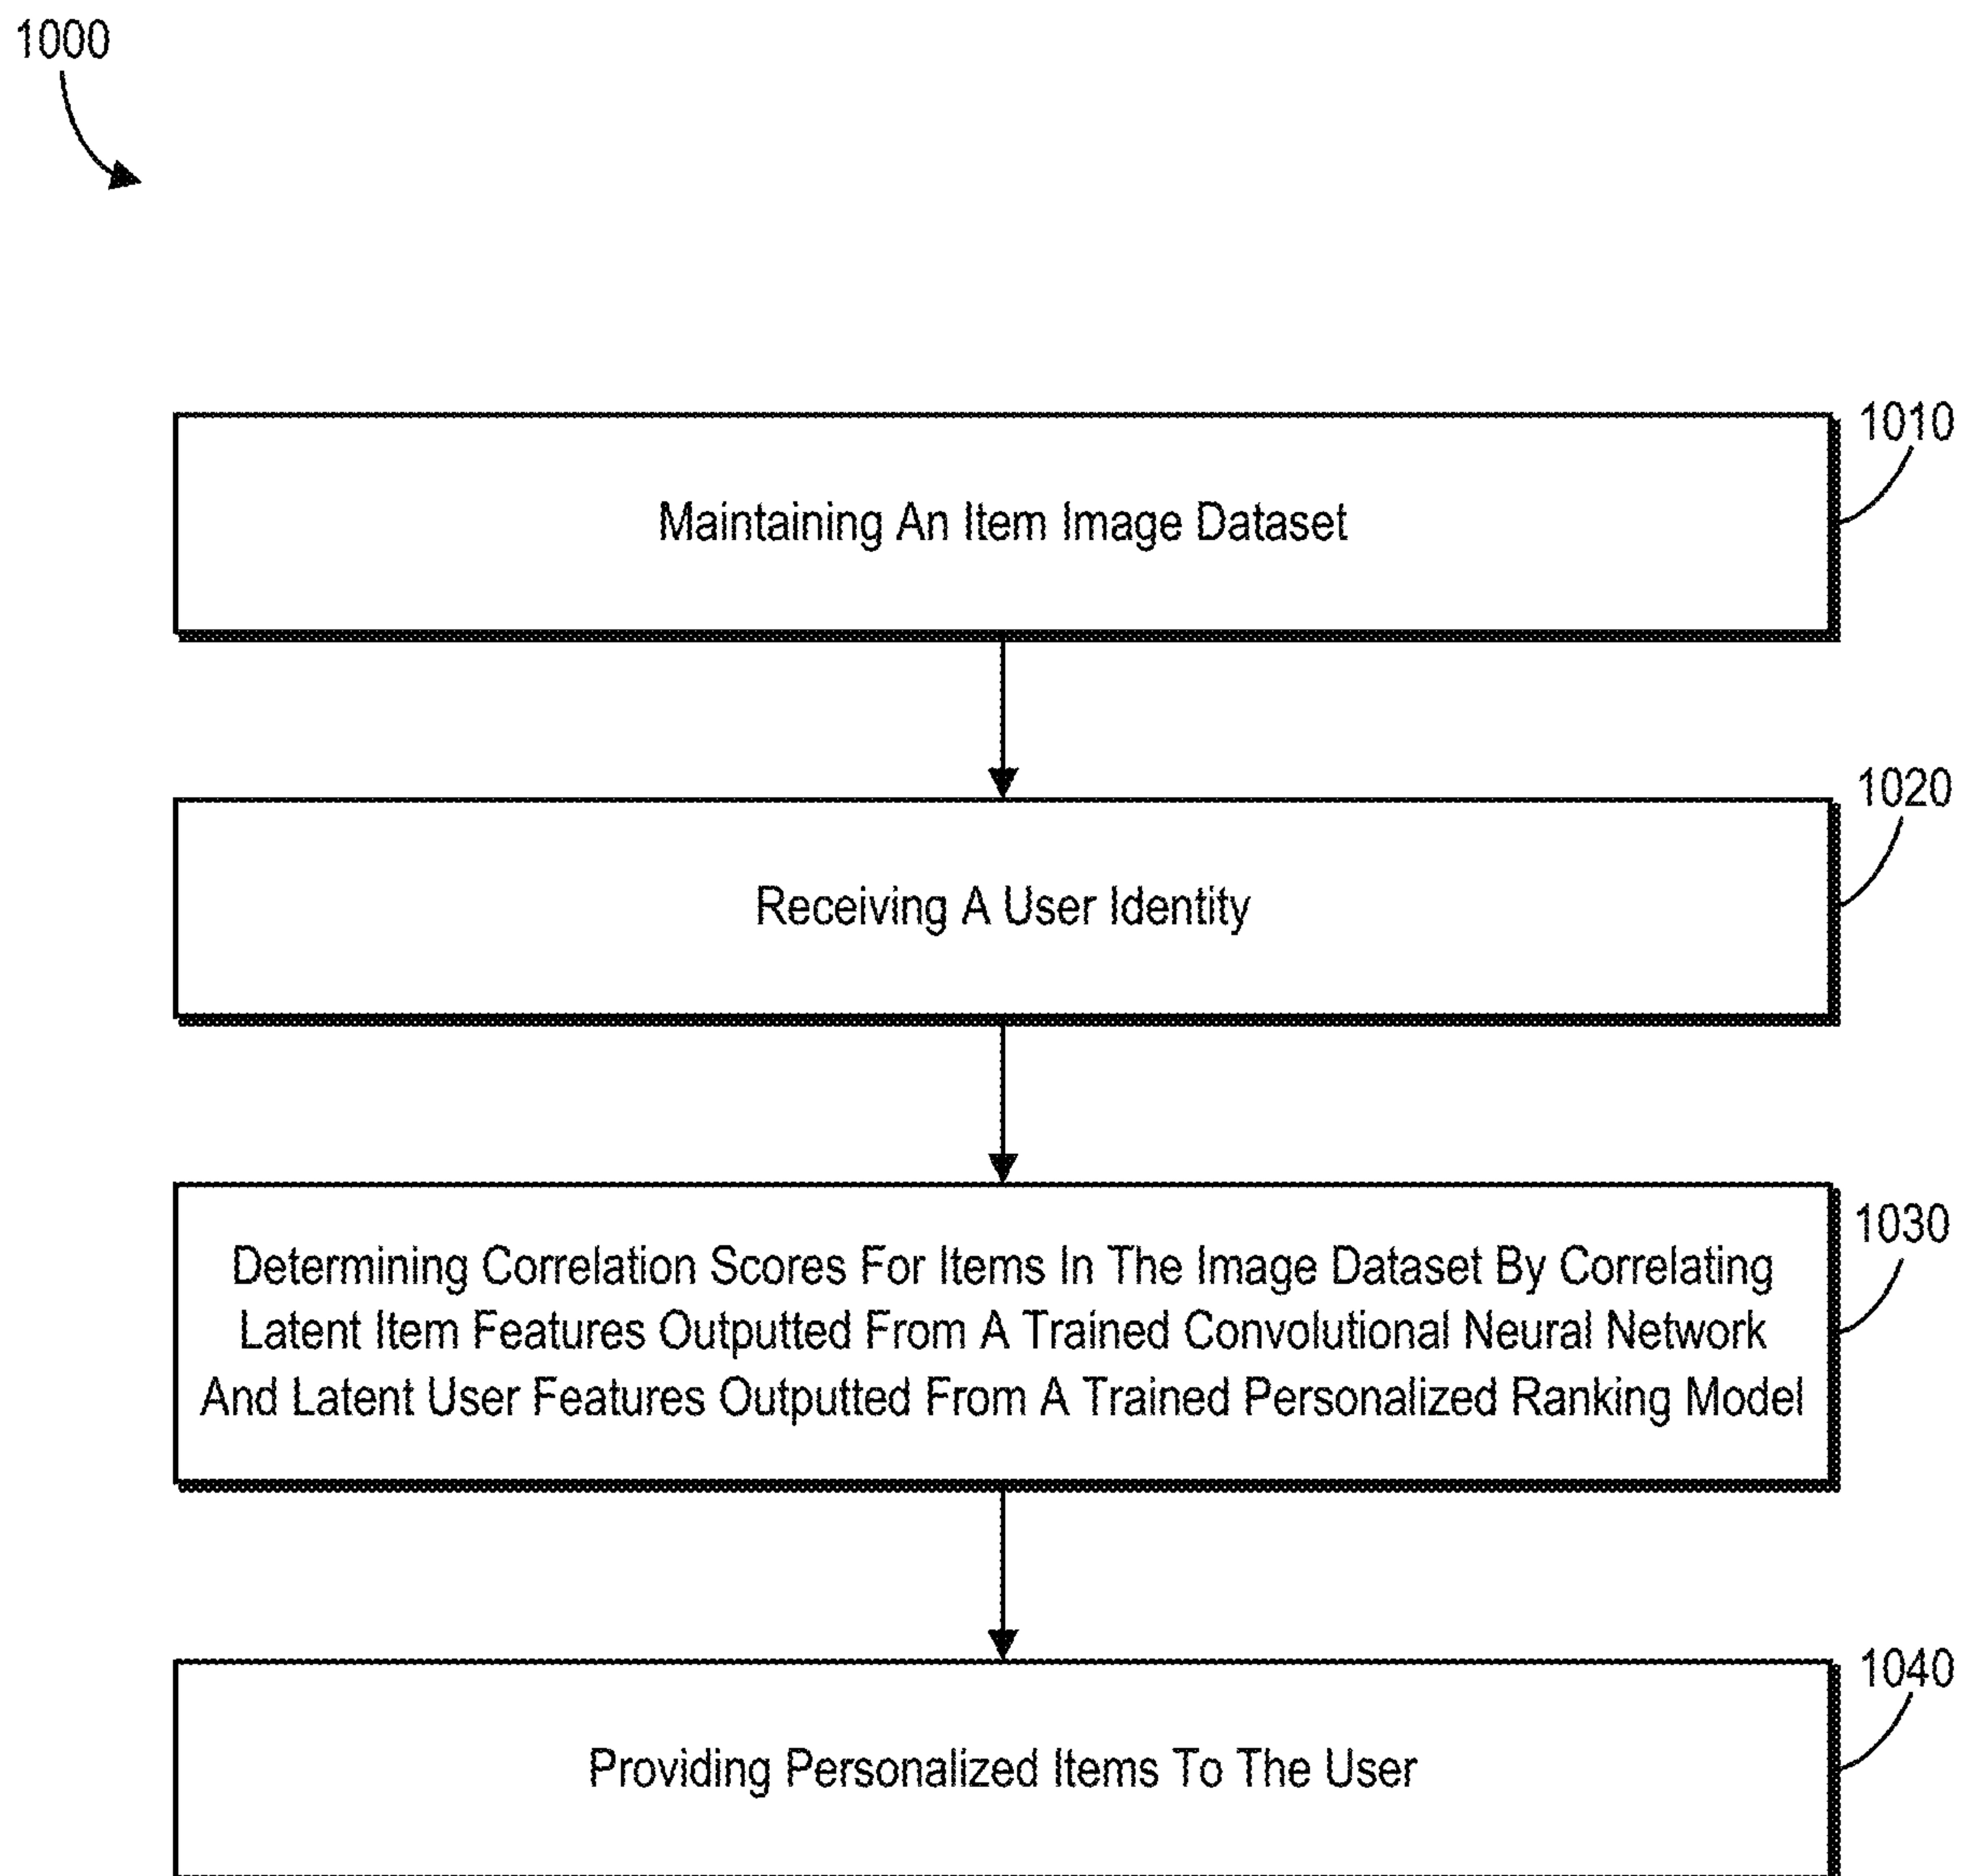 1000
1010
Maintaining An Item Image Dataset
1020
Receiving A User Identity
1030
Determining Correlation Scores For Items In The Image Dataset By Correlating
Latent Item Features Outputted From A Trained Convolutional Neural Network
And Latent User Features Outputted From A Trained Personalized Ranking Model
1040
Providing Personalized Items To The User